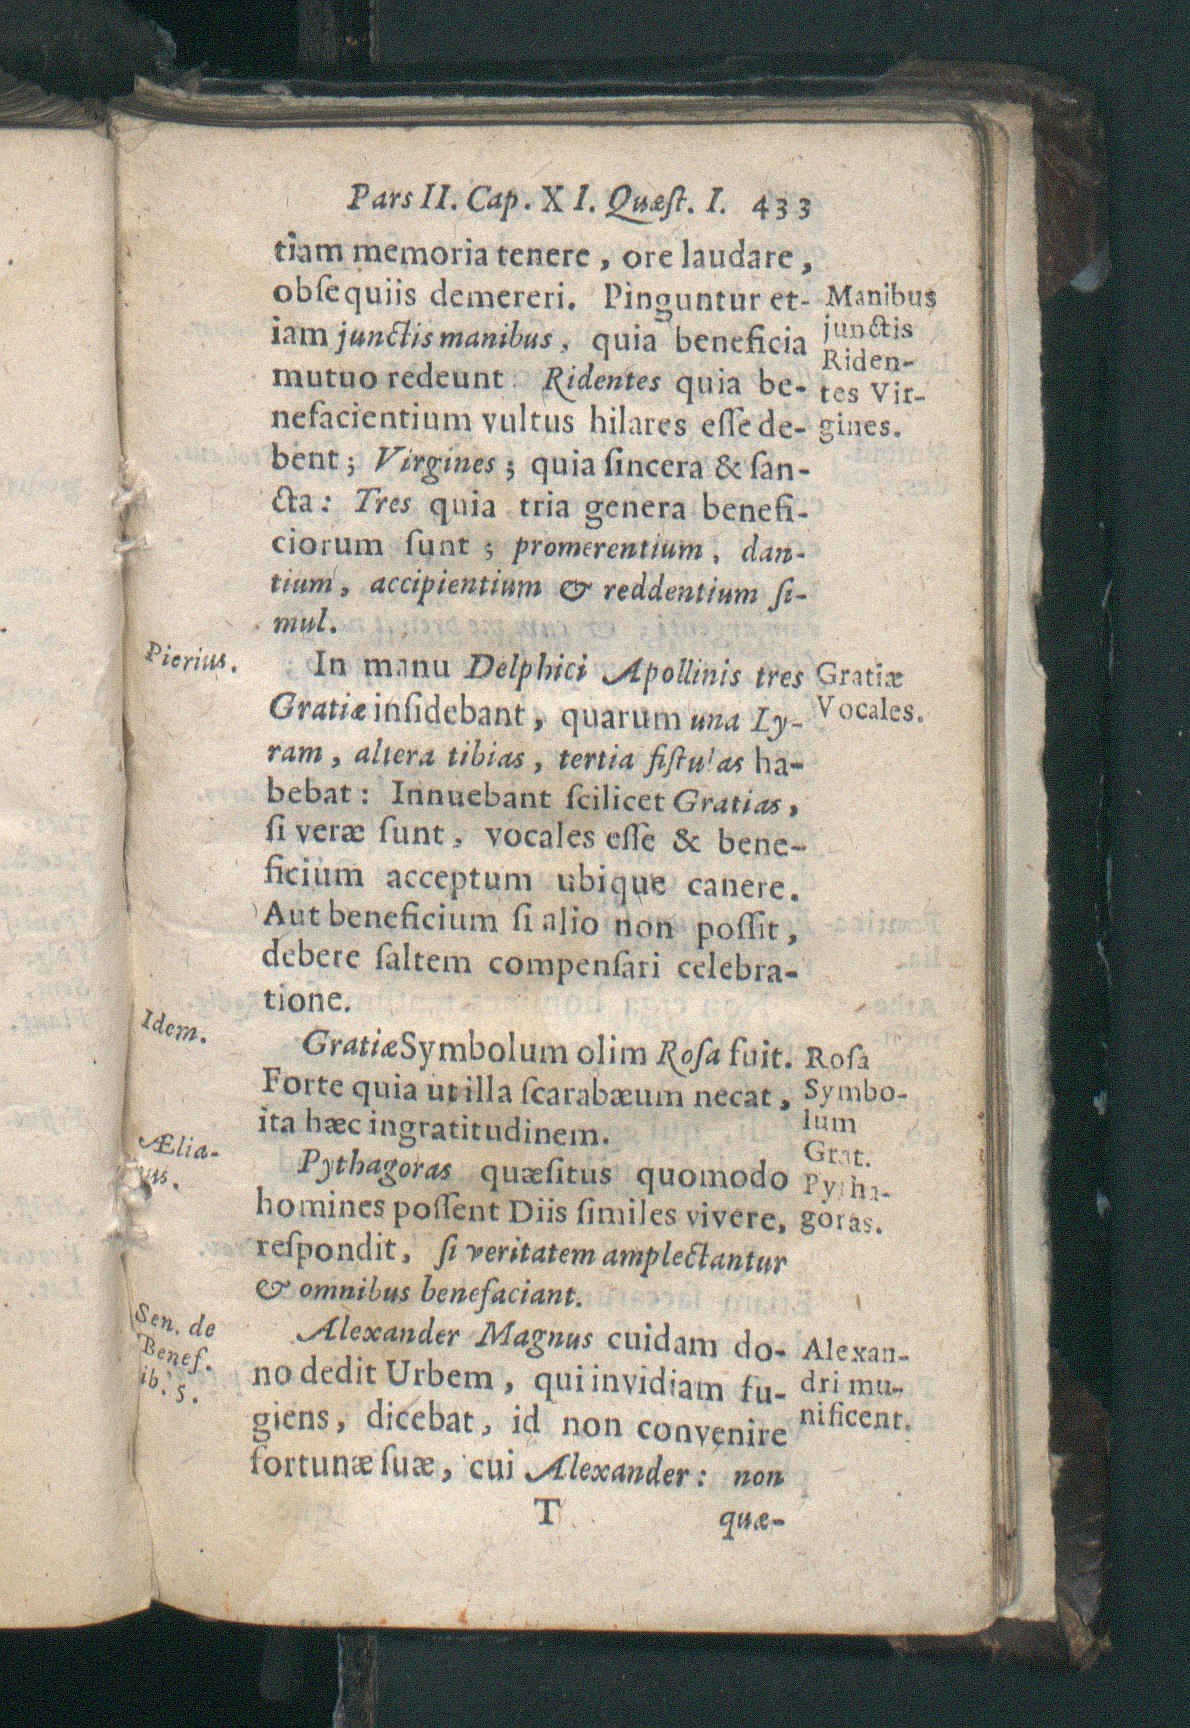 Pars II. Cap. XI. Quæſt. I. 433
tiam memoria tenere, ore laudare,
obſequiis demereri. Pinguntur et-
iam junctis manibus, quia beneficia
mutuo redeunt. Ridentes quia be-
nefacientium vultus hilares eſſe de-
bent; Virgines; quia ſincera & ſan-
cta: Tres quia tria genera benefi-
ciorum ſunt; promerentium, dan-
tium, accipientium & reddentium ſi-
mul.
Manibus
junctis
Riden-
tes Vir-
gines.
Pierius.
In manu Delphici Apollinis tres
Gratiæ inſidebant, quarum una Ly-
ram, altera tibias, tertia fiſtulas ha-
bebat: Innuebant ſcilicet Gratias,
ſi veræ ſunt, vocales eſſe & bene-
ficium acceptum ubique canere.
Aut beneficium ſi alio non poſſit,
debere ſaltem compenſari celebra-
tione.
Gratiæ
Vocales.
Idem.
Gratiæ Symbolum olim Roſa fuit.
Forte quia ut illa ſcarabæum necat,
ita hæc ingratitudinem.
Roſa
Symbo-
lum
Grat.
Ælia-
nus.
Pythagoras quæſitus quomodo
homines poſſent Diis ſimiles vivere,
reſpondit, ſi veritatem amplectantur
& omnibus benefaciant.
Pytha-
goras.
Sen. de
Benef.
lib. 5.
Alexander Magnus cuidam do-
no dedit Urbem, qui invidiam fu-
giens, dicebat, id non convenire
fortunæ ſuæ, cui Alexander: non
Alexan-
dri mu-
nificent.
T
quæ-